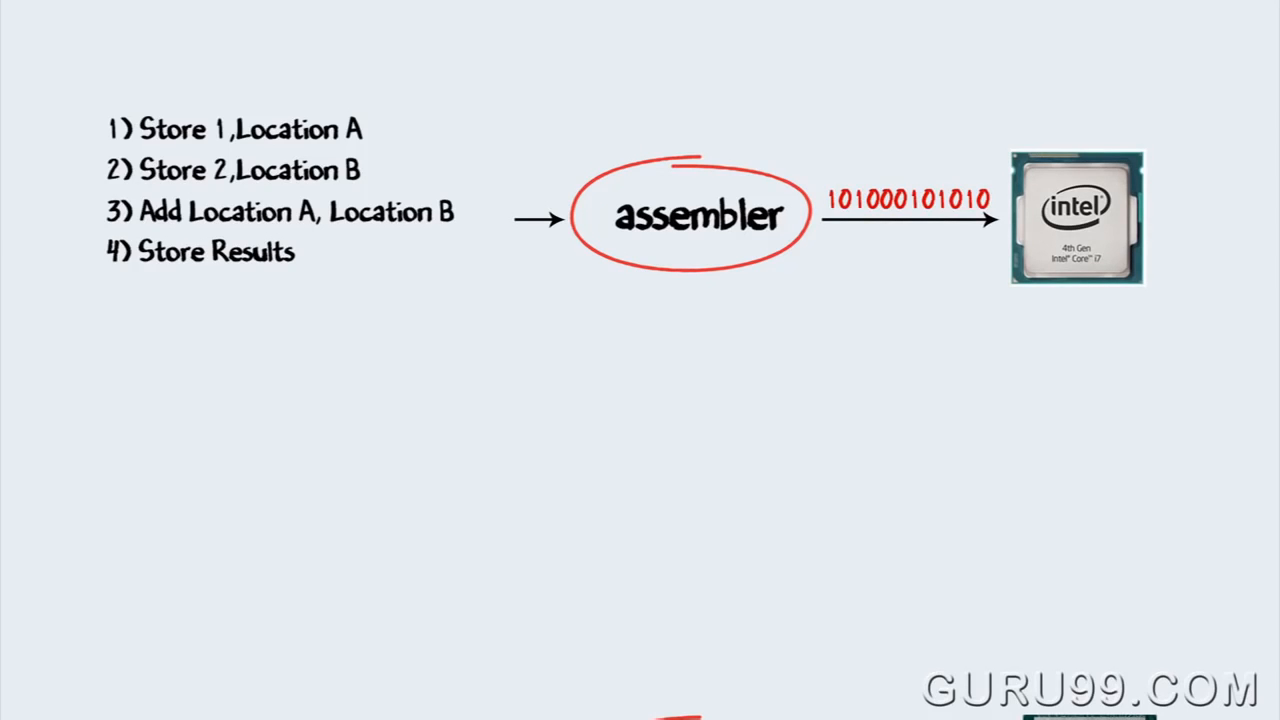 1) Store 1,Location A
2) Store 2,Location B
3) Add Location A, Location B
4) Store Results
assembler
101000101010
intel
4th Gen
Intel® Core™ i7
GURU99.COM